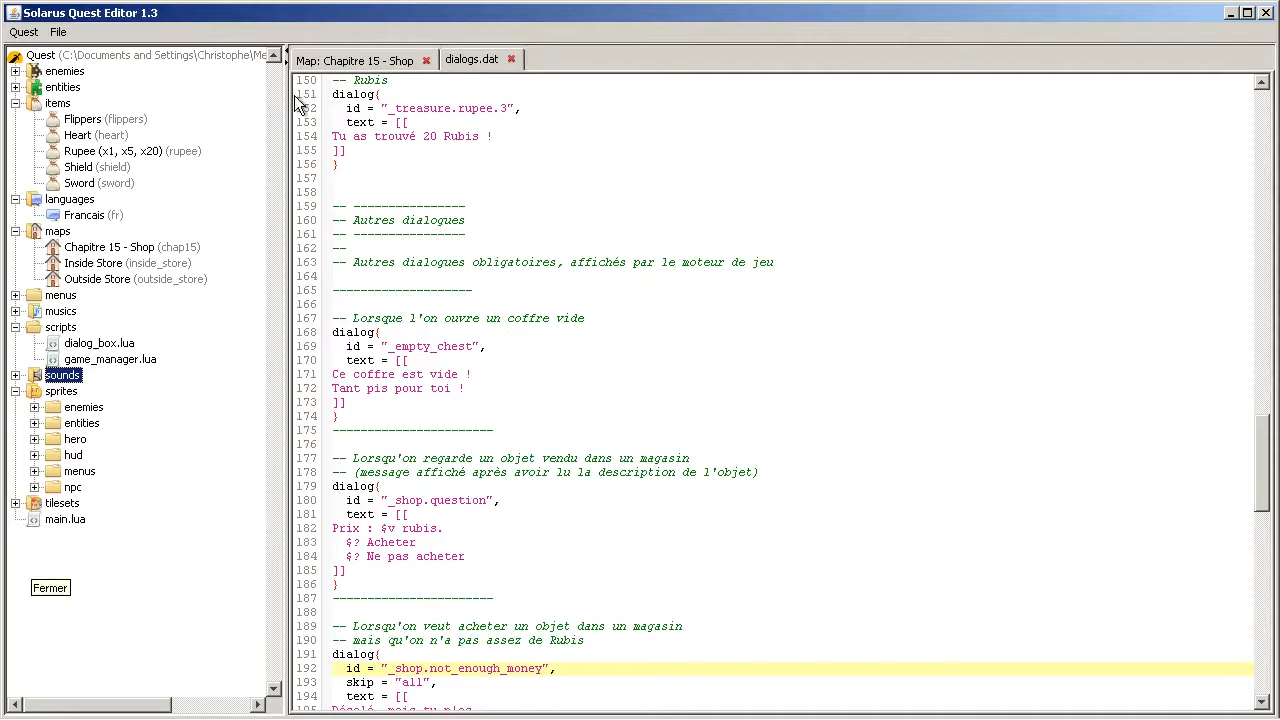 Solarus Quest Editor 1.3
Quest File
Quest (C:\Documents and Settings\Christophe\Me
enemies
entities
items
Flippers (flippers)
Heart (heart)
Rupee (x1, x5, x20) (rupee)
Shield (shield)
Sword (sword)
languages
Francais (fr)
maps
Chapitre 15 - Shop (chap15)
Inside Store (inside_store)
Outside Store (outside_store)
menus
musics
scripts
dialog_box.lua
game_manager.lua
sounds
sprites
enemies
entities
hero
hud
menus
npc
tilesets
main.lua
Fermer
Map: Chapitre 15 - Shop
dialogs.dat
150 -- Rubis
151 dialog{
152 id = "_treasure.rupee.3",
153 text = [[
154 Tu as trouvé 20 Rubis !
155 ]]
156 }
157
158
159 -- ----------------
160 -- Autres dialogues
161 -- ----------------
162 --
163 -- Autres dialogues obligatoires, affichés par le moteur de jeu
164
165 --------------------
166
167 -- Lorsque l'on ouvre un coffre vide
168 dialog{
169 id = "_empty_chest",
170 text = [[
171 Ce coffre est vide !
172 Tant pis pour toi !
173 ]]
174 }
175 -----------------------
176
177 -- Lorsqu'on regarde un objet vendu dans un magasin
178 -- (message affiché après avoir lu la description de l'objet)
179 dialog{
180 id = "_shop.question",
181 text = [[
182 Prix : $v rubis.
183 $? Acheter
184 $? Ne pas acheter
185 ]]
186 }
187 -----------------------
188
189 -- Lorsqu'on veut acheter un objet dans un magasin
190 -- mais qu'on n'a pas assez de Rubis
191 dialog{
192 id = "_shop.not_enough_money",
193 skip = "all",
194 text = [[
195 Désolé, mais tu n'as